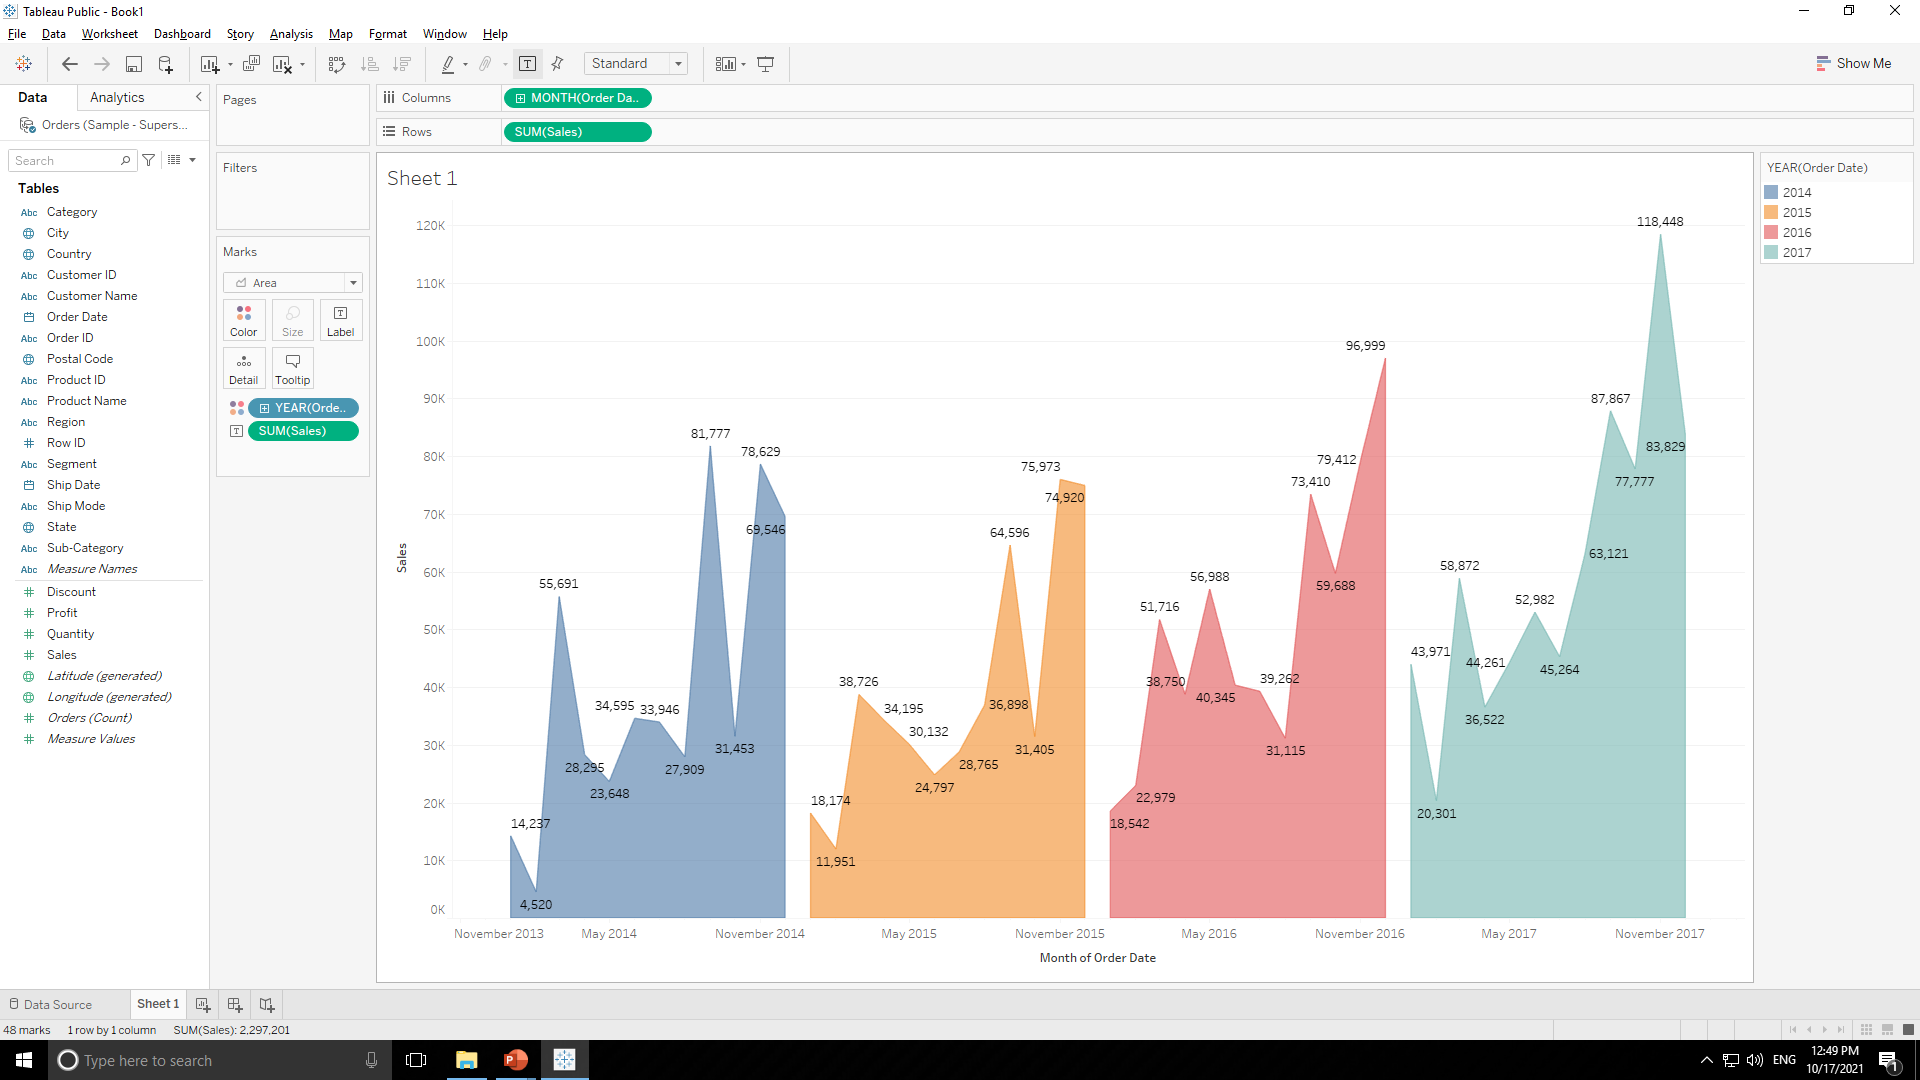 Tableau Public - Book1
File Data Worksheet Dashboard Story Analysis Map Format Window Help
Standard
Show Me
Data Analytics
Orders (Sample - Supers...
Search
Tables
Abc Category
City
Country
Abc Customer ID
Abc Customer Name
Order Date
Abc Order ID
Postal Code
Abc Product ID
Abc Product Name
Abc Region
Row ID
Abc Segment
Ship Date
Abc Ship Mode
State
Abc Sub-Category
Abc Measure Names
Discount
Profit
Quantity
Sales
Latitude (generated)
Longitude (generated)
Orders (Count)
Measure Values
Pages
Filters
Marks
Area
Color Size Label
Detail Tooltip
YEAR(Orde..
SUM(Sales)
Columns MONTH(Order Da..
Rows SUM(Sales)
Sheet 1
Sales
120K
110K
100K
90K
80K
70K
60K
50K
40K
30K
20K
10K
0K
14,237
4,520
55,691
28,295
23,648
34,595
33,946
27,909
81,777
31,453
78,629
69,546
18,174
11,951
38,726
34,195
30,132
24,797
28,765
36,898
64,596
31,405
75,973
74,920
18,542
22,979
51,716
38,750
56,988
40,345
39,262
31,115
73,410
59,688
79,412
96,999
43,971
20,301
58,872
36,522
44,261
52,982
45,264
63,121
87,867
77,777
118,448
83,829
November 2013 May 2014 November 2014 May 2015 November 2015 May 2016 November 2016 May 2017 November 2017
Month of Order Date
YEAR(Order Date)
2014
2015
2016
2017
Data Source Sheet 1
48 marks 1 row by 1 column SUM(Sales): 2,297,201
Type here to search
ENG
12:49 PM
10/17/2021
1